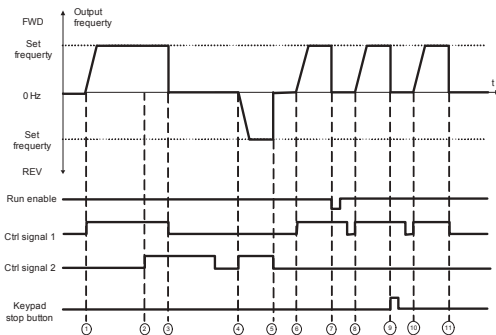 FWD
Output
frequerty
Set
frequerty
0 Hz
t
Set
frequerty
REV
Run enable
Ctrl signal 1
Ctrl signal 2
Keypad
stop button
1 2 3 4 5 6 7 8 9 10 11